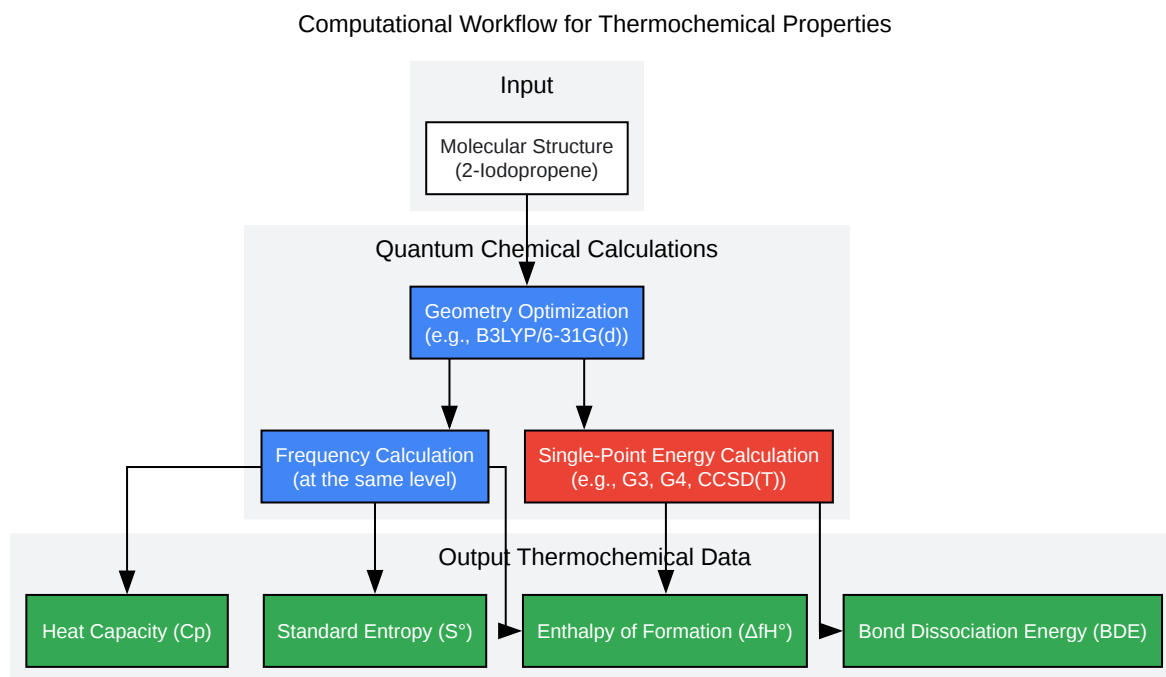 Computational Workflow for Thermochemical Properties
Input
Molecular Structure
(2-Iodopropene)
Quantum Chemical Calculations
Geometry Optimization
(e.g., B3LYP/6-31G(d))
Frequency Calculation
(at the same level)
Single-Point Energy Calculation
(e.g., G3, G4, CCSD(T))
Output Thermochemical Data
Heat Capacity (Cp)
Standard Entropy (S°)
Enthalpy of Formation (ΔfH°)
Bond Dissociation Energy (BDE)